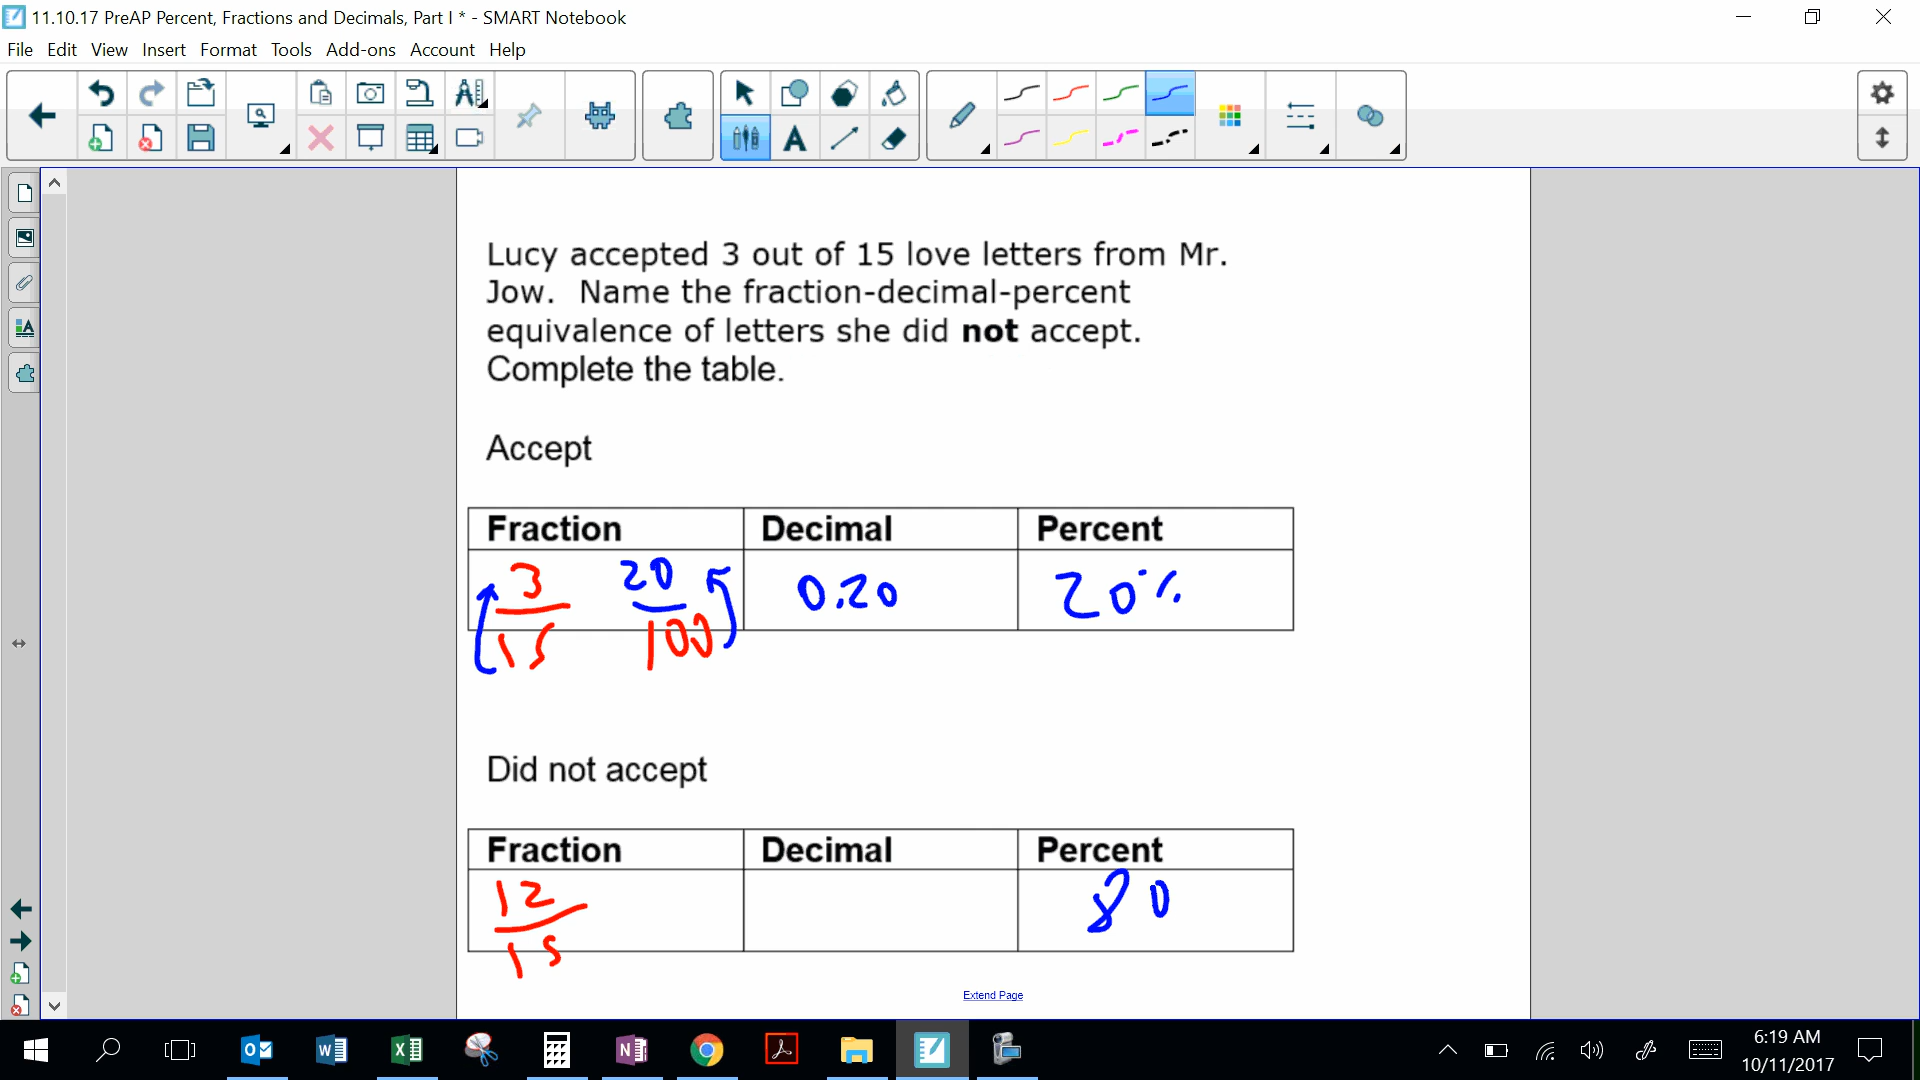 11.10.17 PreAP Percent, Fractions and Decimals, Part I * - SMART Notebook
File Edit View Insert Format Tools Add-ons Account Help
Lucy accepted 3 out of 15 love letters from Mr.
Jow. Name the fraction-decimal-percent
equivalence of letters she did not accept.
Complete the table.
Accept
Fraction Decimal Percent
3/15 20/100 0.20 20%
Did not accept
Fraction Decimal Percent
12/15 80
Extend Page
6:19 AM
10/11/2017